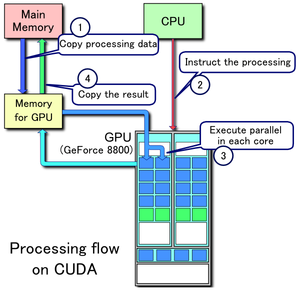 Main
Memory
CPU
1
Copy processing data
Instruct the processing
2
4
Copy the result
Memory
for GPU
GPU
(GeForce 8800)
Execute parallel
in each core
3
Processing flow
on CUDA